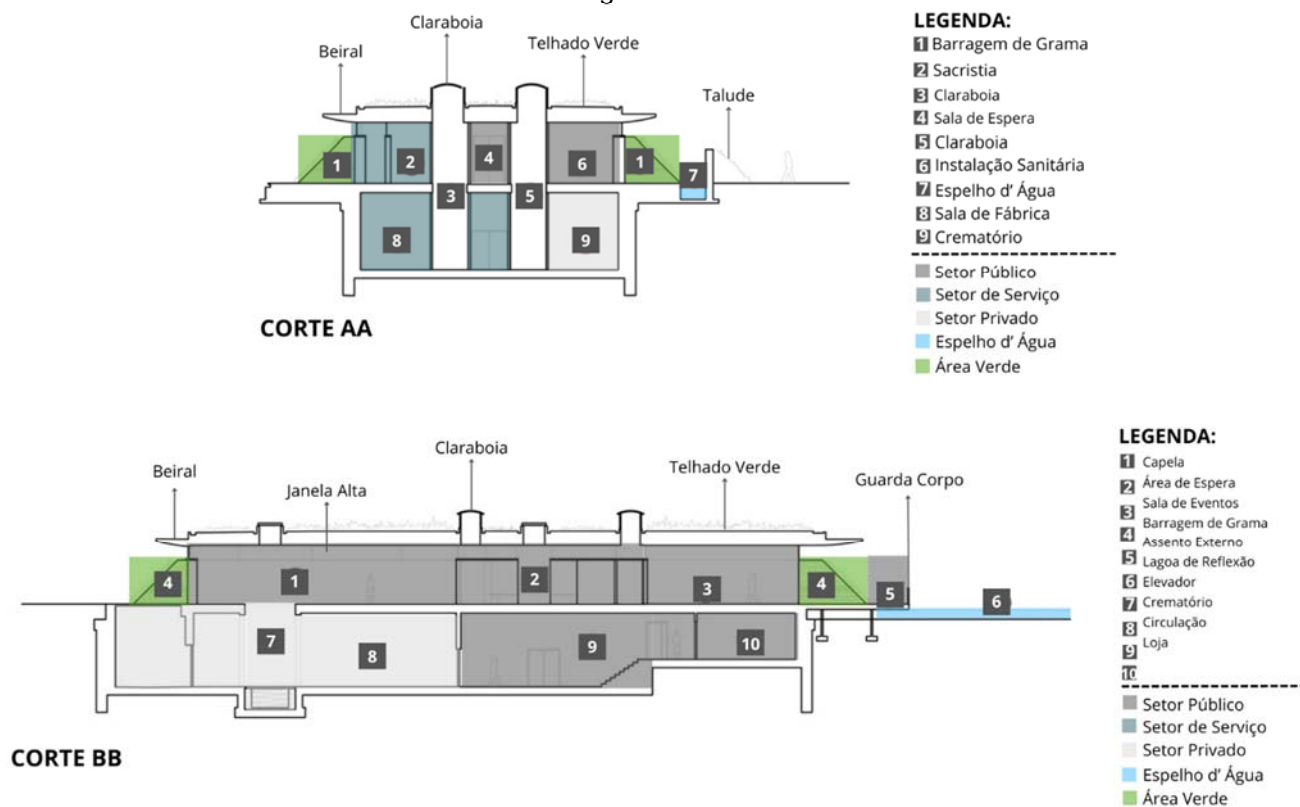 Claraboia
Beiral
Telhado Verde
Talude
1
2
4
6
1
7
3
5
8
9
CORTE AA
LEGENDA:
1 Barragem de Grama
2 Sacristia
3 Claraboia
4 Sala de Espera
5 Claraboia
6 Instalação Sanitária
7 Espelho d' Água
8 Sala de Fábrica
9 Crematório
Setor Público
Setor de Serviço
Setor Privado
Espelho d' Água
Área Verde
Claraboia
Beiral
Janela Alta
Telhado Verde
Guarda Corpo
4
1
2
3
4
5
6
7
8
9
10
CORTE BB
LEGENDA:
1 Capela
2 Área de Espera
Sala de Eventos
3
Barragem de Grama
4
Assento Externo
5 Lagoa de Reflexão
6 Elevador
7 Crematório
8 Circulação
Loja
9
10
Setor Público
Setor de Serviço
Setor Privado
Espelho d' Água
Área Verde